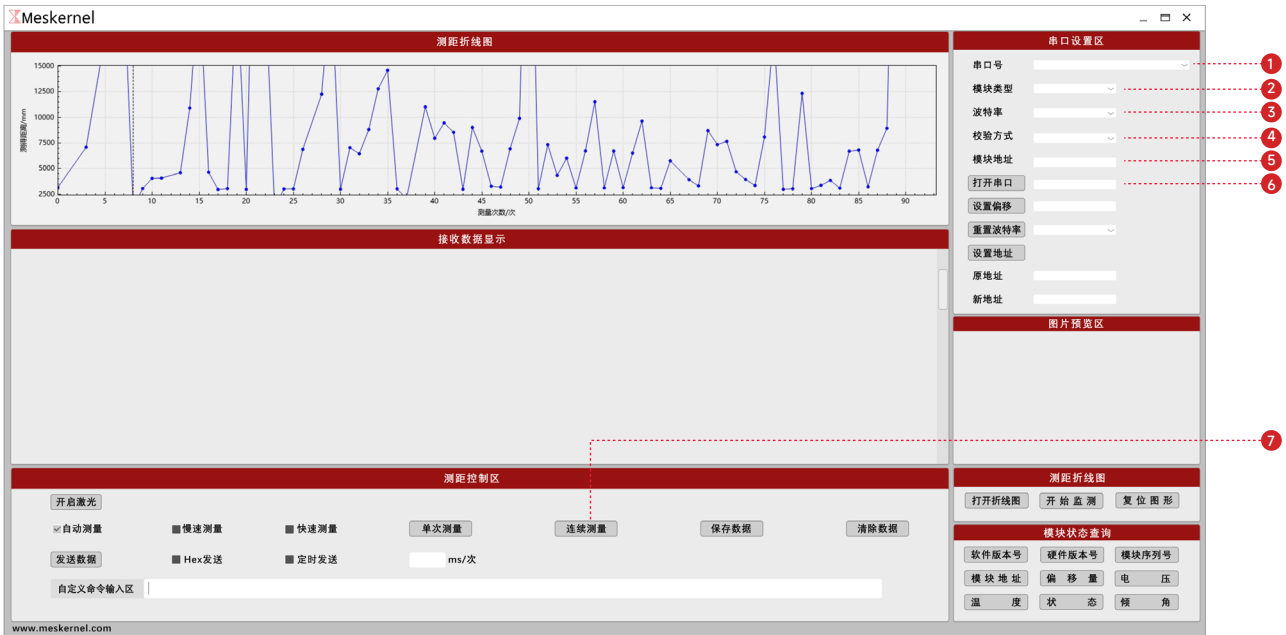 Meskernel
测距折线图
15000
12500
10000
7500
5000
2500
测得距离/mm
0 5 10 15 20 25 30 35 40 45 50 55 60 65 70 75 80 85 90
测量次数/次
接收数据显示
测距控制区
开启激光
自动测量 慢速测量 快速测量 单次测量 连续测量 保存数据 清除数据
发送数据 Hex发送 定时发送 ms/次
自定义命令输入区
www.meskernel.com
串口设置区
串口号 1
模块类型 2
波特率 3
校验方式 4
模块地址 5
打开串口 6
设置偏移
重置波特率
设置地址
原地址
新地址
图片预览区
7
测距折线图
打开折线图 开始监测 复位图形
模块状态查询
软件版本号 硬件版本号 模块序列号
模块地址 偏移量 电压
温度 状态 倾角